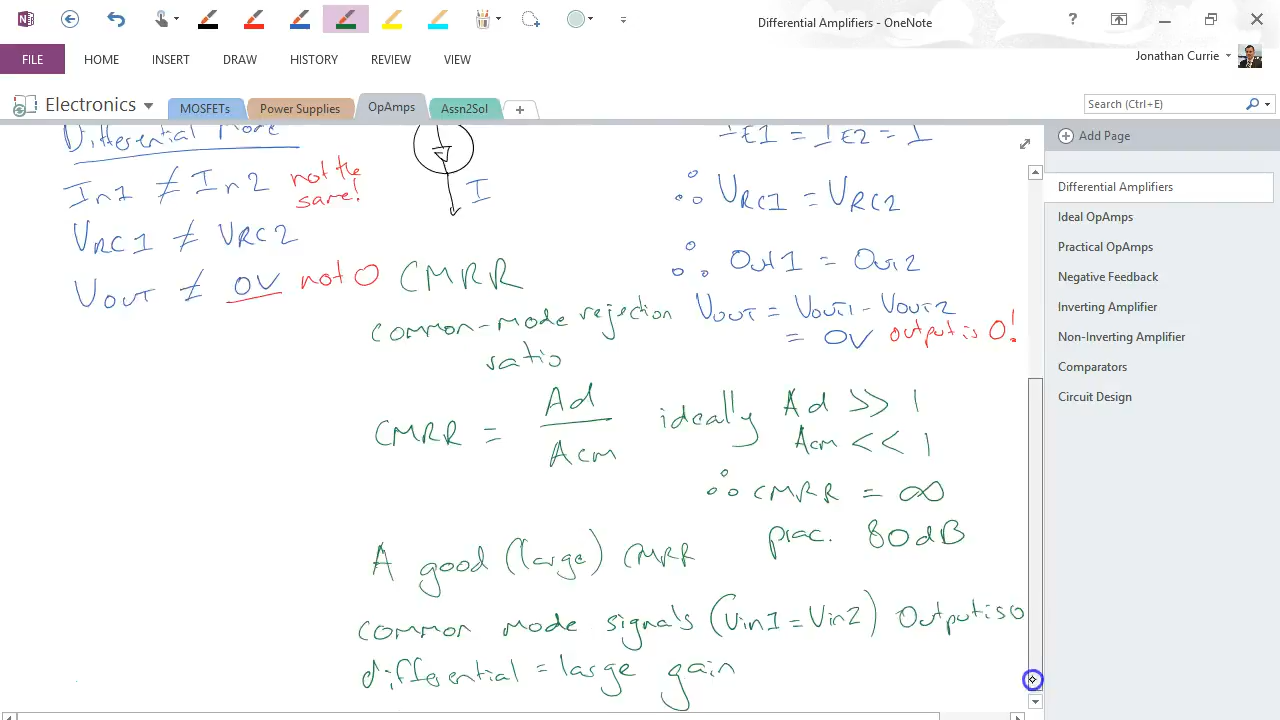 Differential Amplifiers - OneNote
?
FILE
HOME
INSERT
DRAW
HISTORY
REVIEW
VIEW
Jonathan Currie
Electronics
MOSFETs
Power Supplies
OpAmps
Assn2Sol
+
Search (Ctrl+E)
Add Page
Differential Amplifiers
Ideal OpAmps
Practical OpAmps
Negative Feedback
Inverting Amplifier
Non-Inverting Amplifier
Comparators
Circuit Design
Differential Mode
In1 ≠ In2 not the same!
VRC1 ≠ VRC2
VOUT ≠ 0V not 0
I
IE1 = IE2 = I
∴ VRC1 = VRC2
∴ Out1 = Out2
VOUT = VOUT1 - VOUT2
= 0V output is 0!
CMRR
common-mode rejection
ratio
CMRR = Ad / Acm
ideally Ad >> 1
Acm << 1
∴ CMRR = ∞
prac. 80dB
A good (large) CMRR
common mode signals (Vin1 = Vin2) Output is 0
differential = large gain